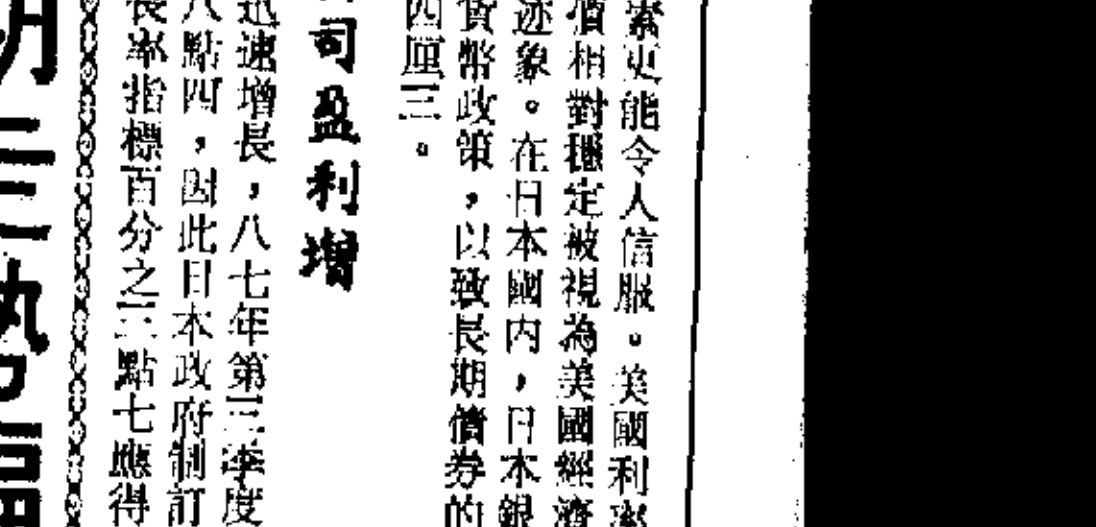 索更能令人信服。美國利率
價相對穩定被視為美國經濟
迹象。在日本國内，日本銀
貨幣政策，以致長期債券的
四厘三。
司盈利增
迅速增長，八七年第三季度
八點四，因此日本政府制訂
長率指標百分之三點七應得